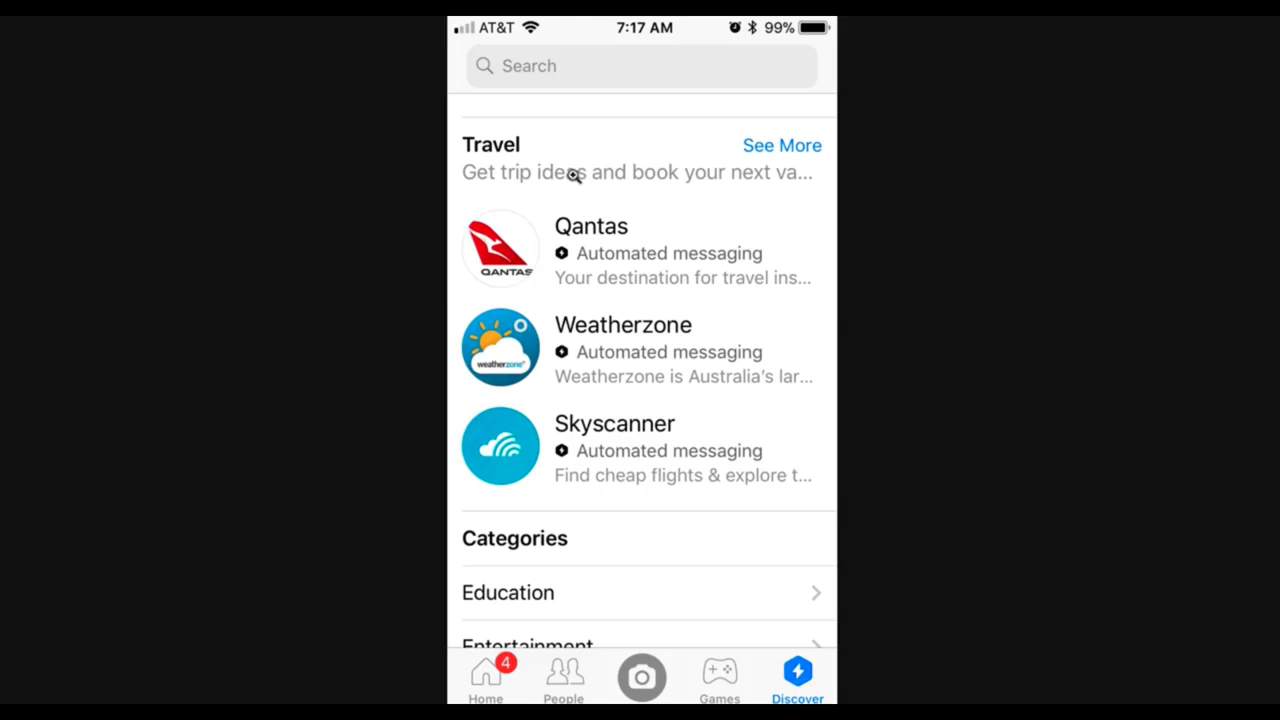 AT&T 7:17 AM 99%
Search
Travel See More
Get trip ideas and book your next va...
Qantas
Automated messaging
Your destination for travel ins...
QANTAS
Weatherzone
Automated messaging
Weatherzone is Australia's lar...
weatherzone
Skyscanner
Automated messaging
Find cheap flights & explore t...
Categories
Education
Entertainment
4
Home People Games Discover